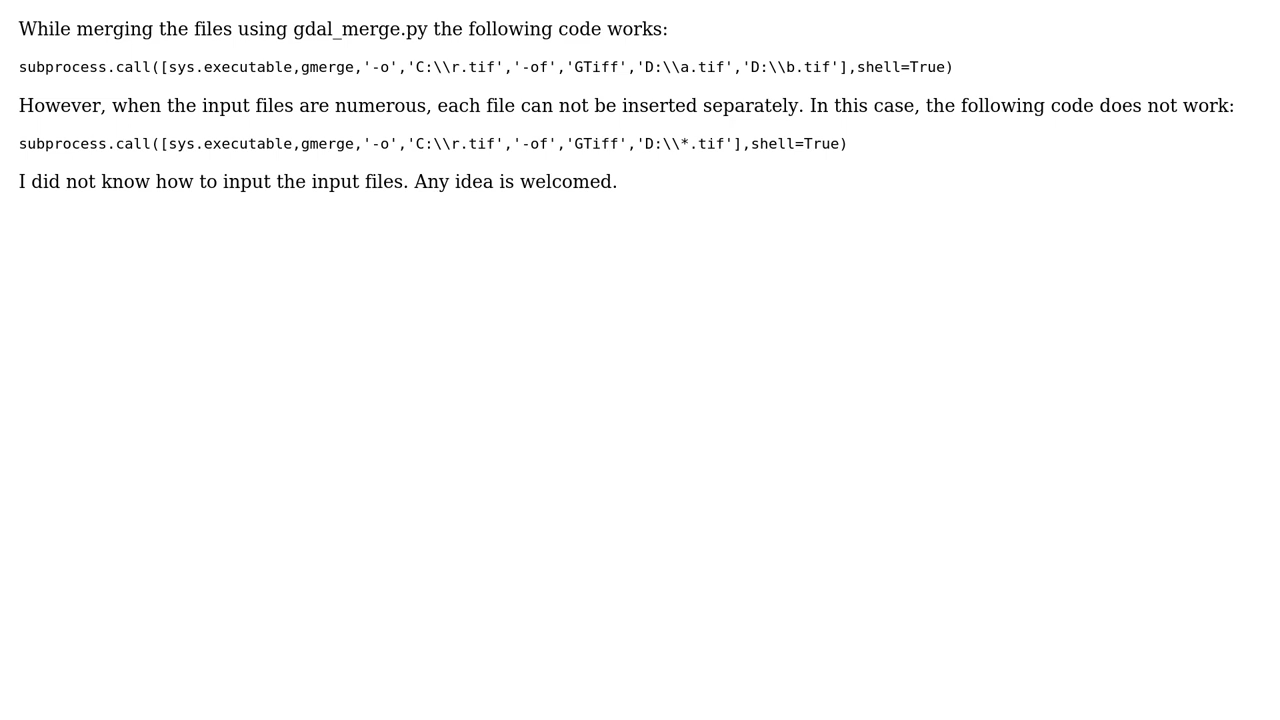 While merging the files using gdal_merge.py the following code works:
subprocess.call([sys.executable,gmerge,'-o','C:\\r.tif','-of','GTiff','D:\\a.tif','D:\\b.tif'],shell=True)
However, when the input files are numerous, each file can not be inserted separately. In this case, the following code does not work:
subprocess.call([sys.executable,gmerge,'-o','C:\\r.tif','-of','GTiff','D:\\*.tif'],shell=True)
I did not know how to input the input files. Any idea is welcomed.